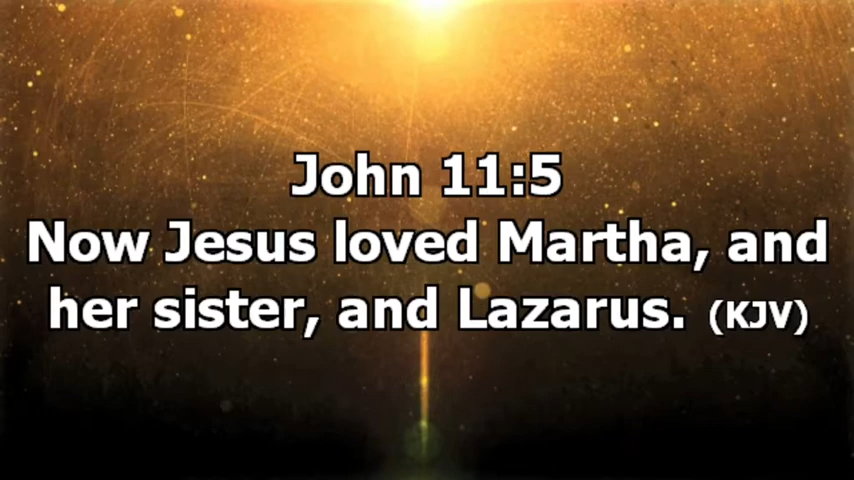 John 11:5
Now Jesus loved Martha, and
her sister, and Lazarus. (KJV)